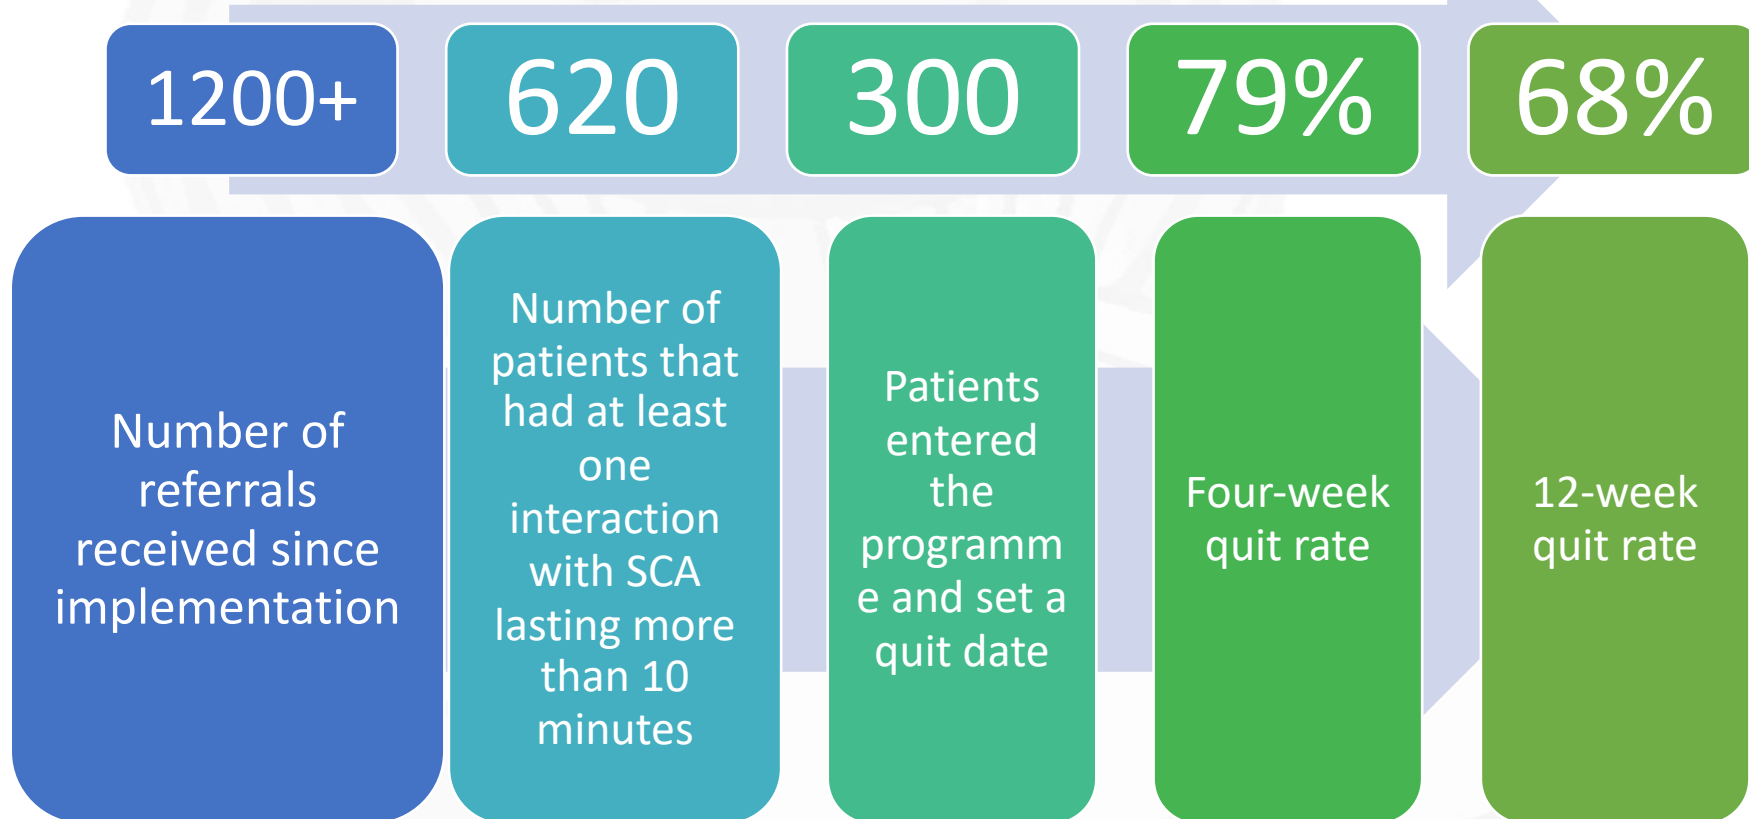 1200+
620
300
79%
68%
Number of
referrals
received since
implementation
Number of
patients that
had at least
one
interaction
with SCA
lasting more
than 10
minutes
Patients
entered
the
programm
e and set a
quit date
Four-week
quit rate
12-week
quit rate